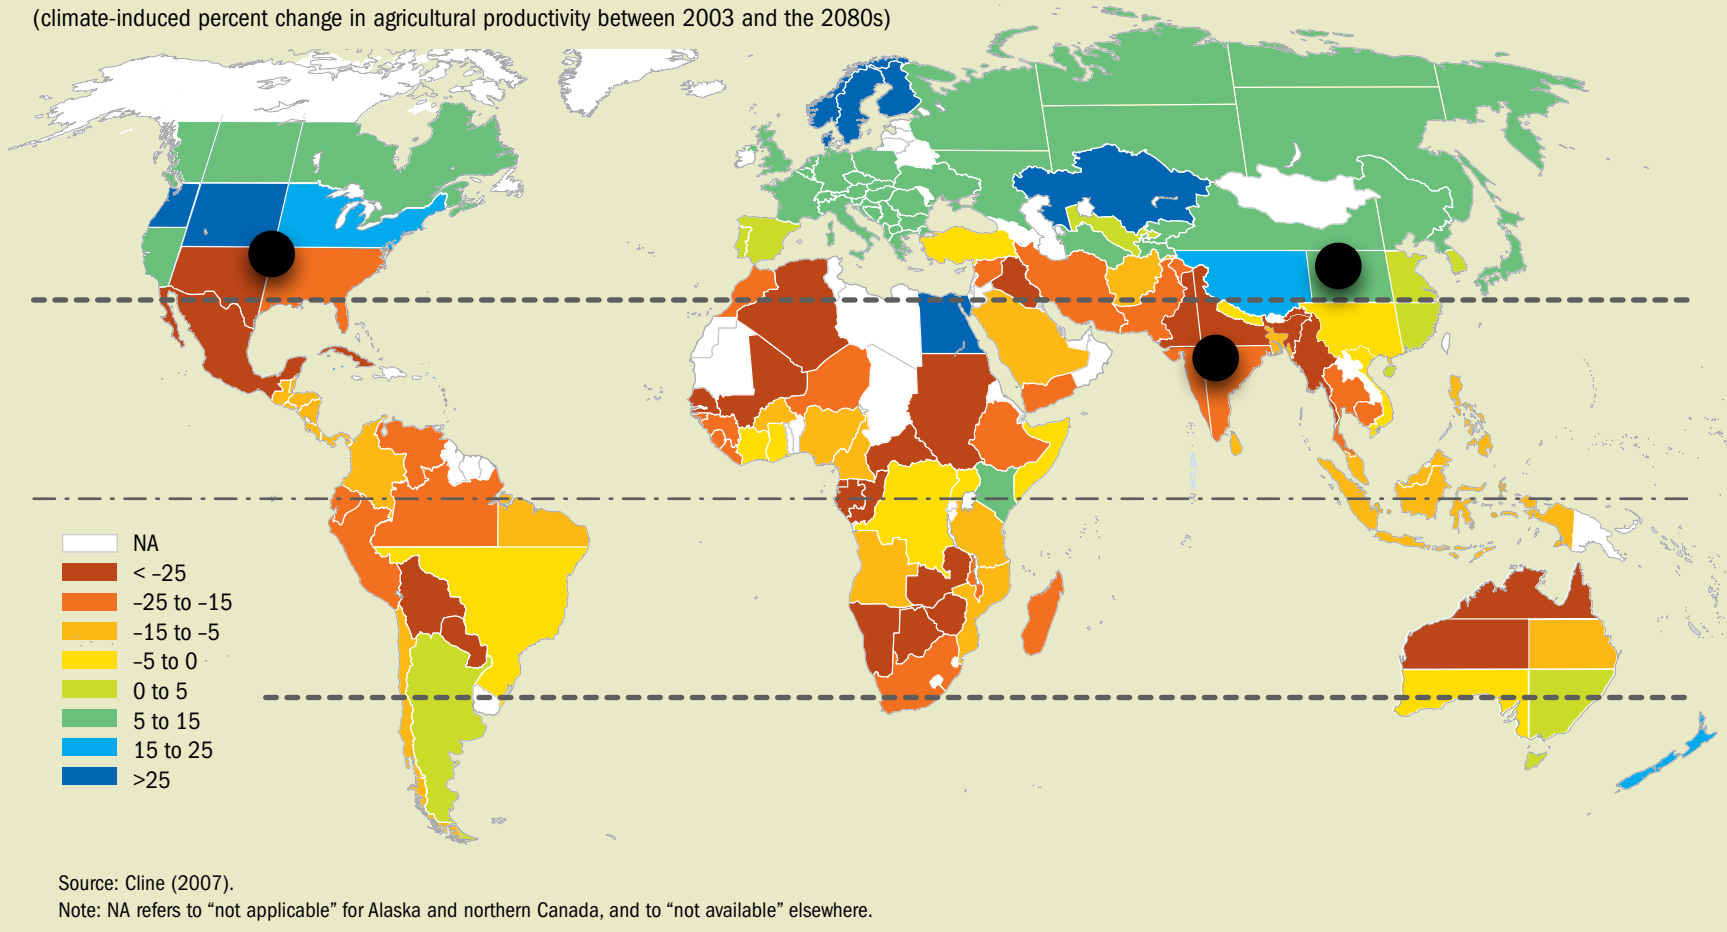 (climate-induced percent change in agricultural productivity between 2003 and the 2080s)
NA
< –25
–25 to –15
–15 to –5
–5 to 0
0 to 5
5 to 15
15 to 25
>25
Source: Cline (2007).
Note: NA refers to “not applicable” for Alaska and northern Canada, and to “not available” elsewhere.